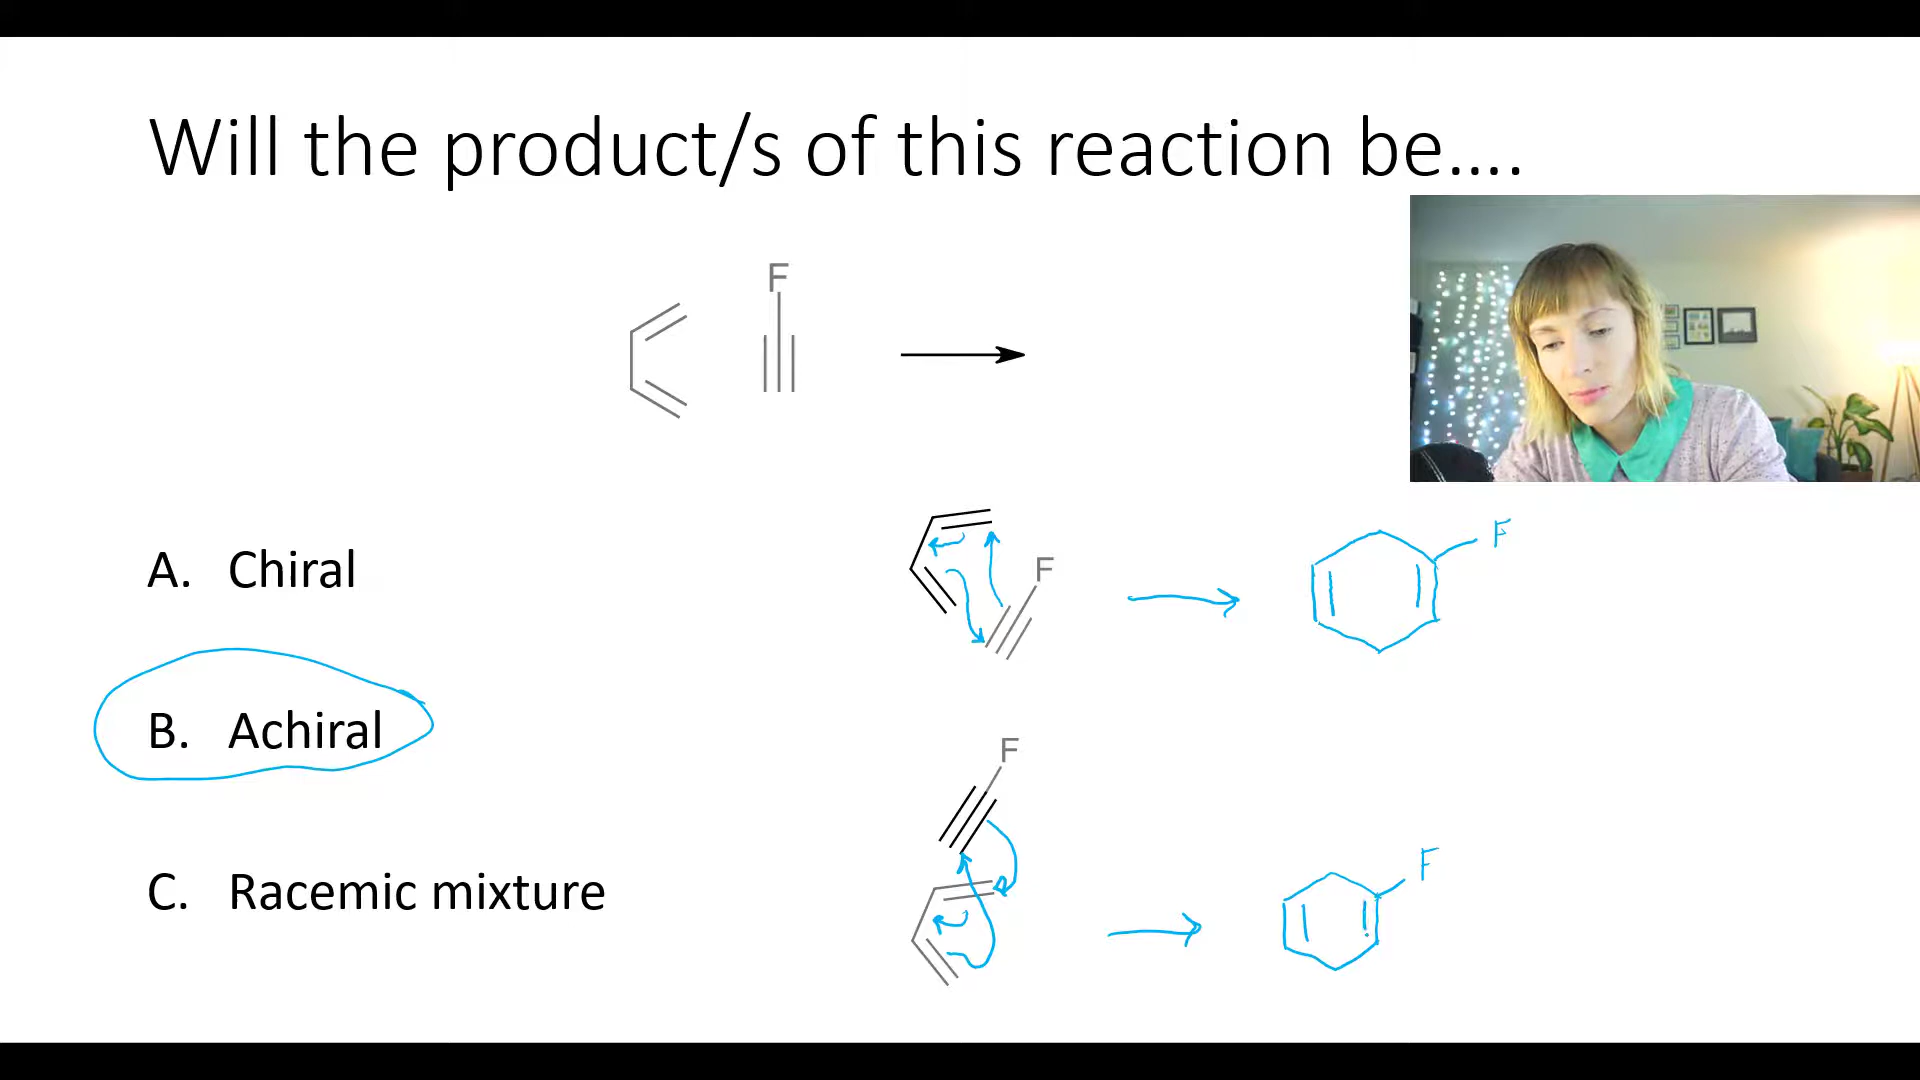 Will the product/s of this reaction be....
F
A. Chiral
F
F
B. Achiral
F
F
C. Racemic mixture